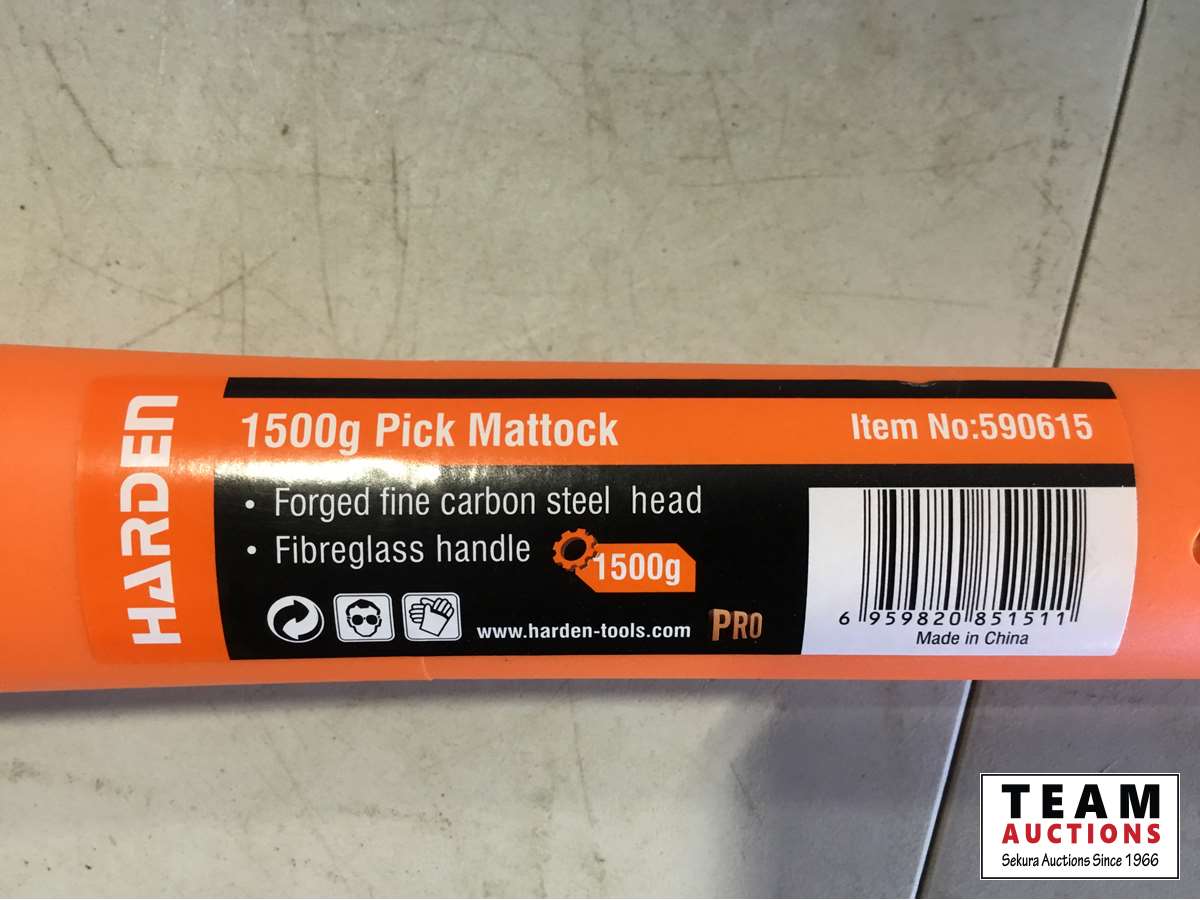 HARDEN
1500g Pick Mattock
Item No:590615
• Forged fine carbon steel head
• Fibreglass handle
1500g
www.harden-tools.com
PRO
6 959820 851511
Made in China
TEAM
AUCTIONS
Sekura Auctions Since 1966